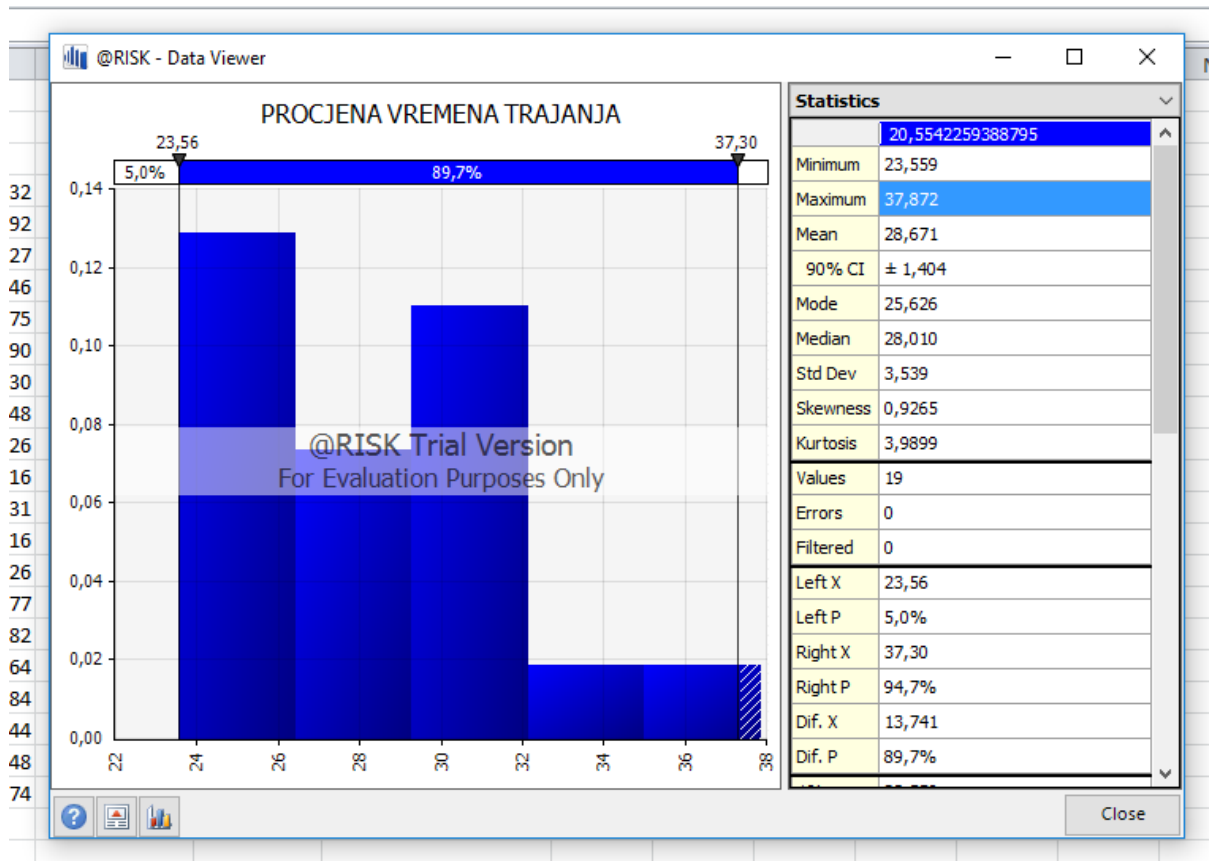 @RISK - Data Viewer
PROCJENA VREMENA TRAJANJA
23,56 37,30
5,0% 89,7%
0,14
0,12
0,10
0,08
0,06
0,04
0,02
0,00
22 24 26 28 30 32 34 36 38
@RISK Trial Version
For Evaluation Purposes Only
Statistics
20,5542259388795
Minimum 23,559
Maximum 37,872
Mean 28,671
90% CI ± 1,404
Mode 25,626
Median 28,010
Std Dev 3,539
Skewness 0,9265
Kurtosis 3,9899
Values 19
Errors 0
Filtered 0
Left X 23,56
Left P 5,0%
Right X 37,30
Right P 94,7%
Dif. X 13,741
Dif. P 89,7%
Close
32
92
27
46
75
90
30
48
26
16
31
16
26
77
82
64
84
44
48
74